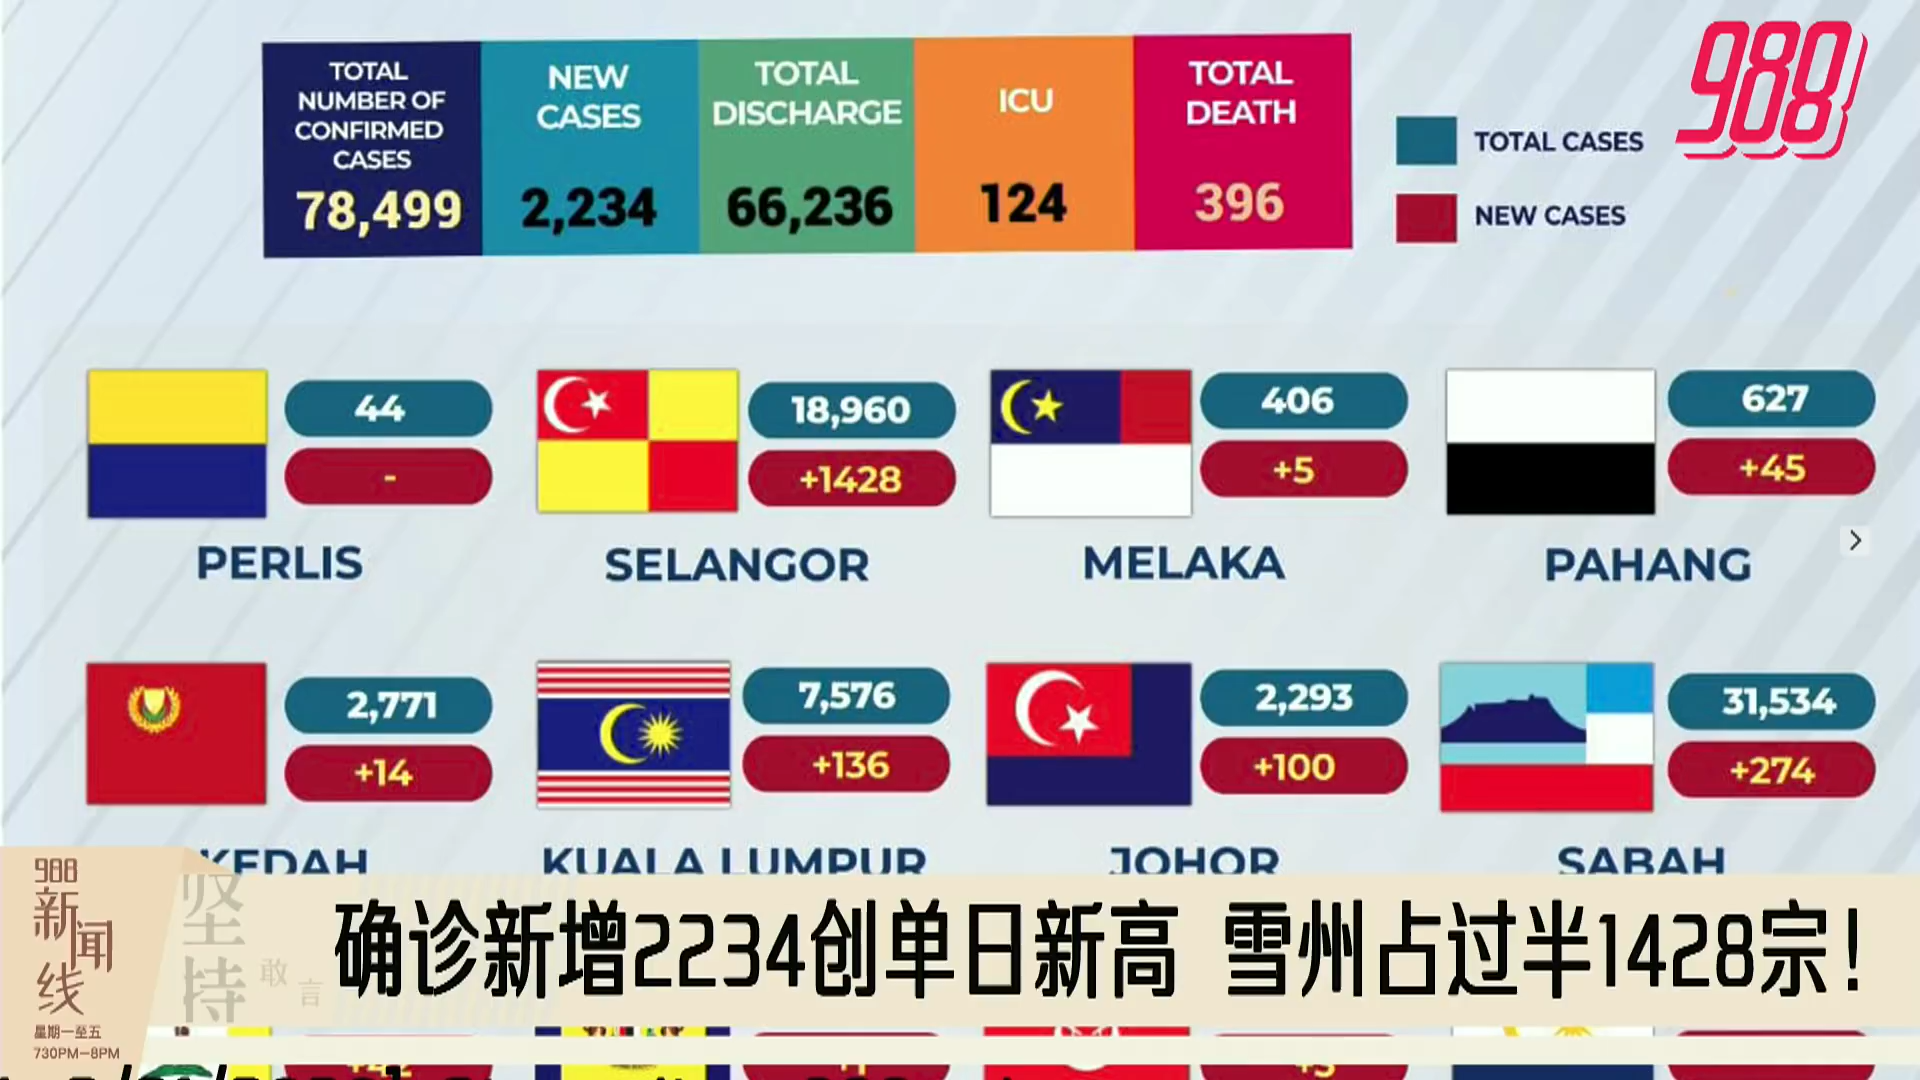 TOTAL
NUMBER OF
CONFIRMED
CASES
78,499
NEW
CASES
2,234
TOTAL
DISCHARGE
66,236
ICU
124
TOTAL
DEATH
396
TOTAL CASES
NEW CASES
988
44
-
PERLIS
18,960
+1428
SELANGOR
406
+5
MELAKA
627
+45
PAHANG
2,771
+14
KEDAH
7,576
+136
KUALA LUMPUR
2,293
+100
JOHOR
31,534
+274
SABAH
988
新闻线
星期一至五
730PM-8PM
坚持
敢言
确诊新增2234创单日新高 雪州占过半1428宗!